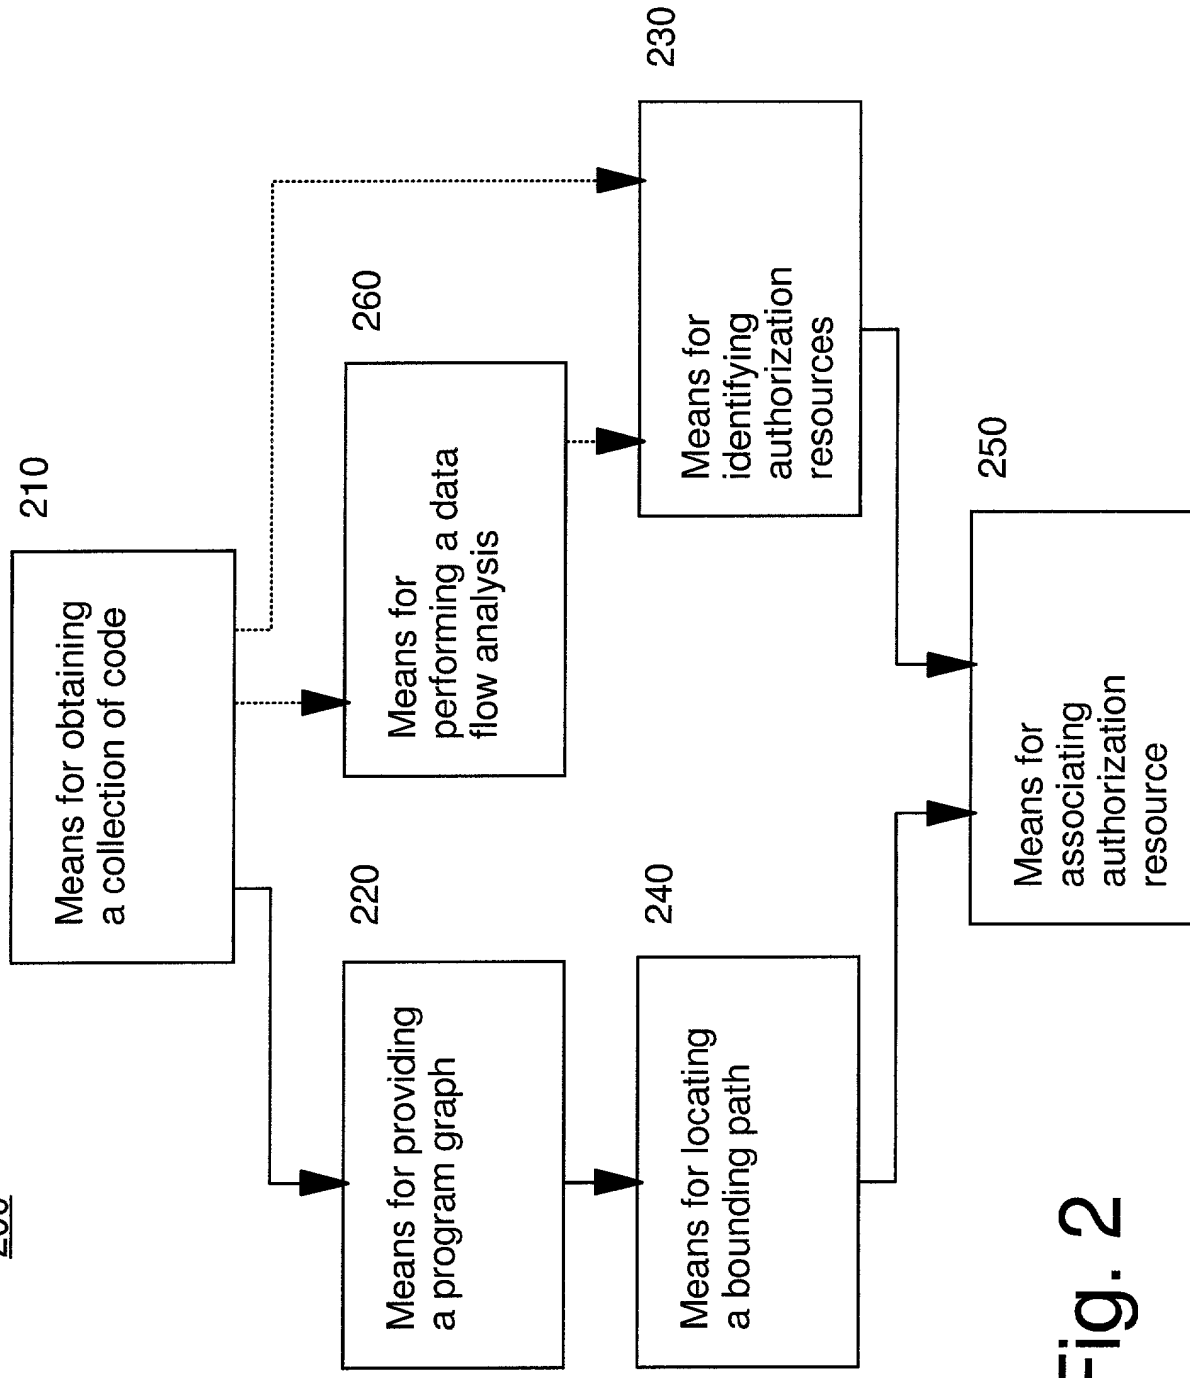 210
Means for obtaining
a collection of code
230
260
Means for
performing a data
flow analysis
220
Means for providing
a program graph
Means for
identifying
authorization
resources
240
Means for locating
a bounding path
250
Means for
associating
authorization
resource
Fig. 2